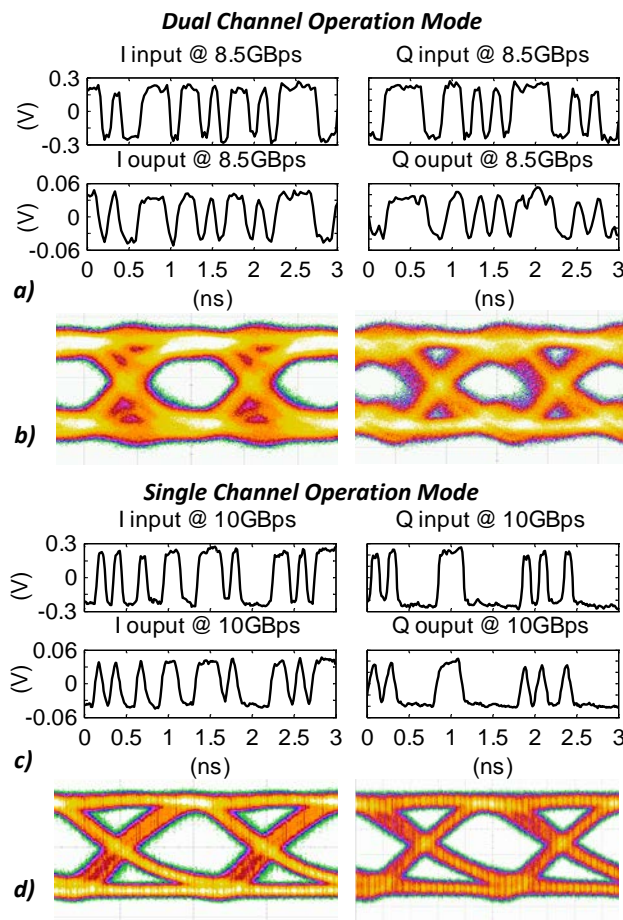 Dual Channel Operation Mode
I input @ 8.5GBps Q input @ 8.5GBps
0.3
0
-0.3
(V)
I ouput @ 8.5GBps Q ouput @ 8.5GBps
0.06
0
-0.06
(V)
0 0.5 1 1.5 2 2.5 3 0 0.5 1 1.5 2 2.5 3
a) (ns) (ns)
b)
Single Channel Operation Mode
I input @ 10GBps Q input @ 10GBps
0.3
0
-0.3
(V)
I ouput @ 10GBps Q ouput @ 10GBps
0.06
0
-0.06
(V)
0 0.5 1 1.5 2 2.5 3 0 0.5 1 1.5 2 2.5 3
c) (ns) (ns)
d)